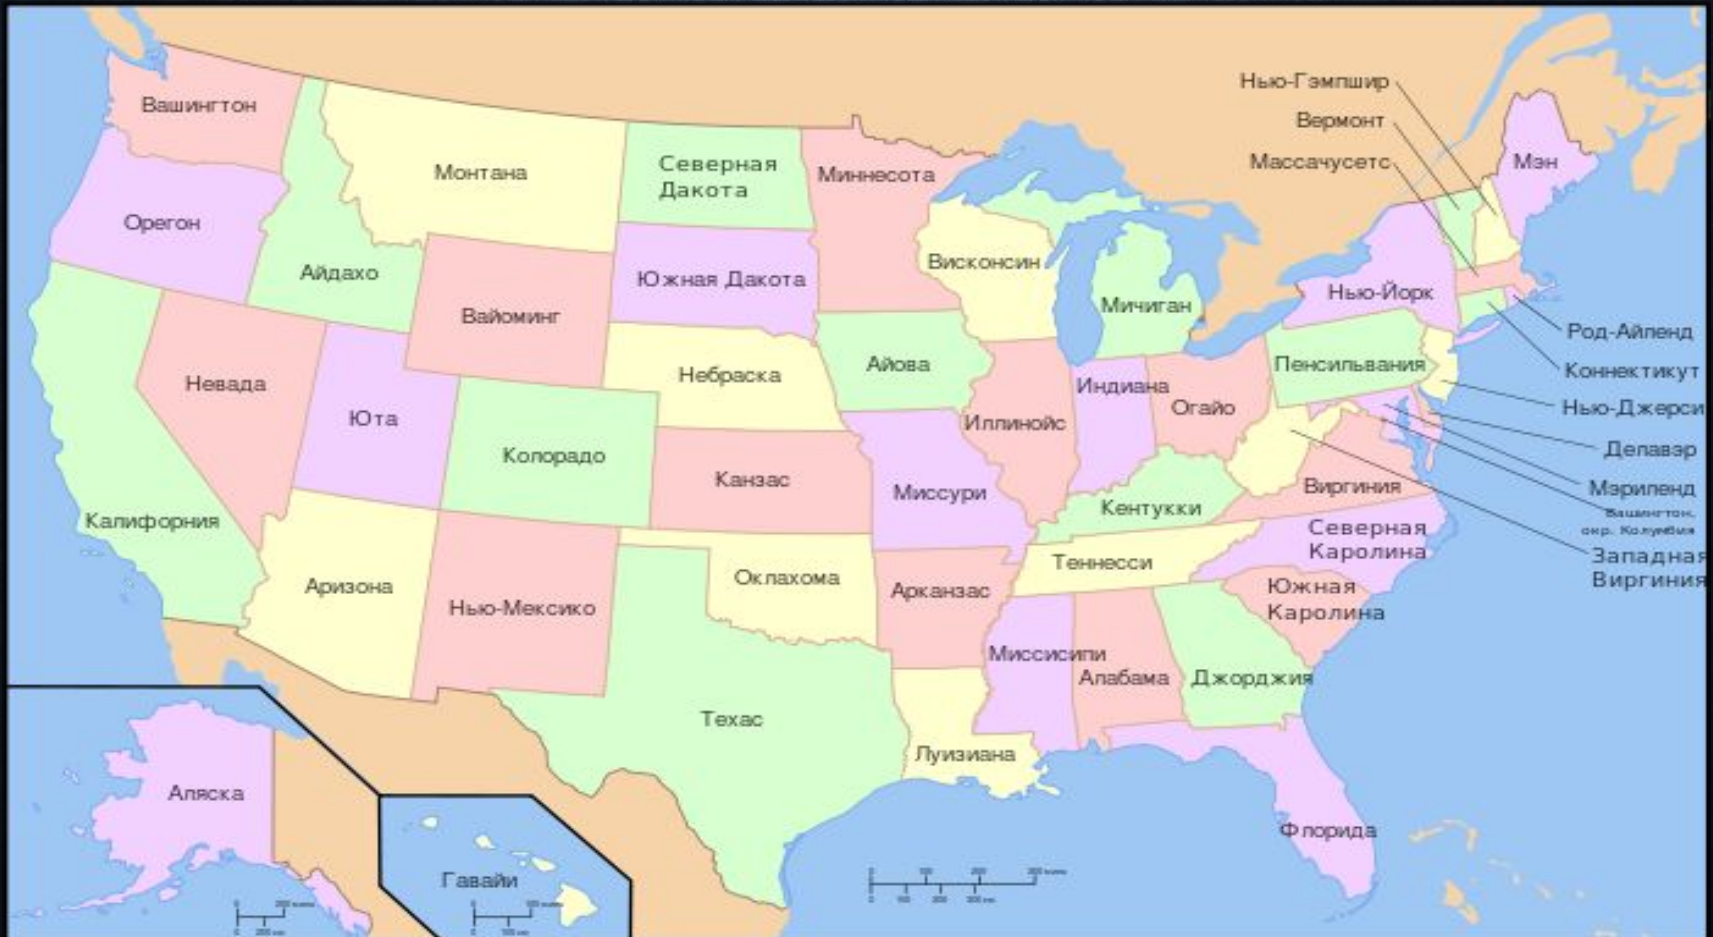 Нью-Гэмпшир
Вашингтон
Вермонт
Монтана
Северная
Дакота
Миннесота
Массачусетс
Мэн
Орегон
Айдахо
Южная Дакота
Висконсин
Вайоминг
Мичиган
Нью-Йорк
Род-Айленд
Невада
Юта
Небраска
Айова
Индиана
Огайо
Пенсильвания
Коннектикут
Иллинойс
Нью-Джерси
Колорадо
Канзас
Миссури
Кентукки
Виргиния
Делавэр
Мэриленд
Вашингтон,
окр. Колумбия
Калифорния
Северная
Каролина
Западная
Виргиния
Аризона
Нью-Мексико
Оклахома
Арканзас
Теннесси
Южная
Каролина
Миссисипи
Алабама
Джорджия
Техас
Луизиана
Аляска
Флорида
Гавайи